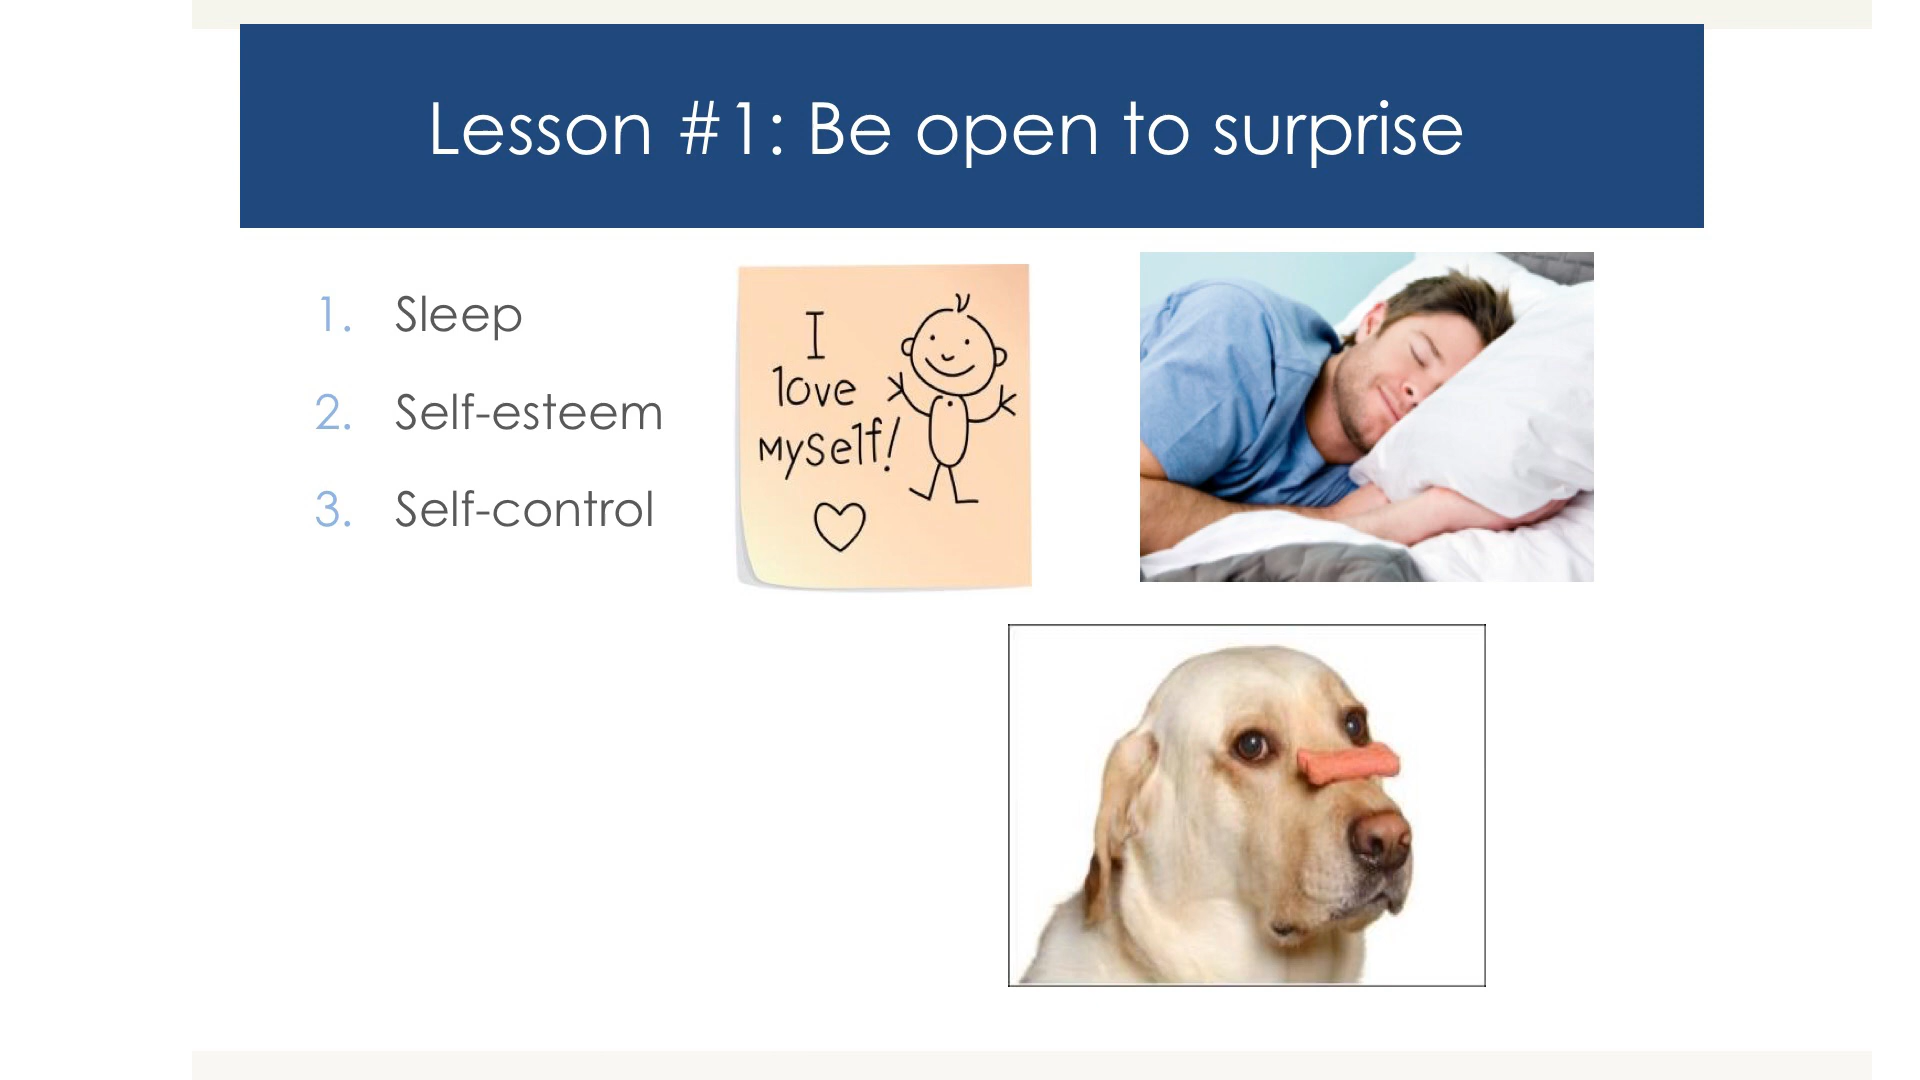 Lesson #1: Be open to surprise
1. Sleep
2. Self-esteem
3. Self-control
I
love
myself!